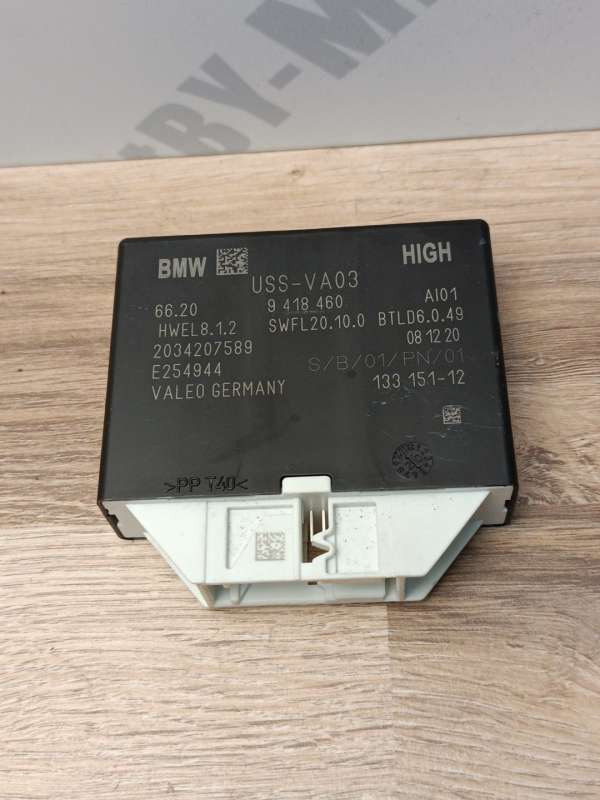 BY-M
BMW HIGH
USS-VA03
66.20 9 418 460 AI01
HWEL8.1.2 SWFL20.10.0 BTLD6.0.49
2034207589 08 12 20
E254944 S/B/01/PN/01
VALEO GERMANY 133 151-12
>PP T40<